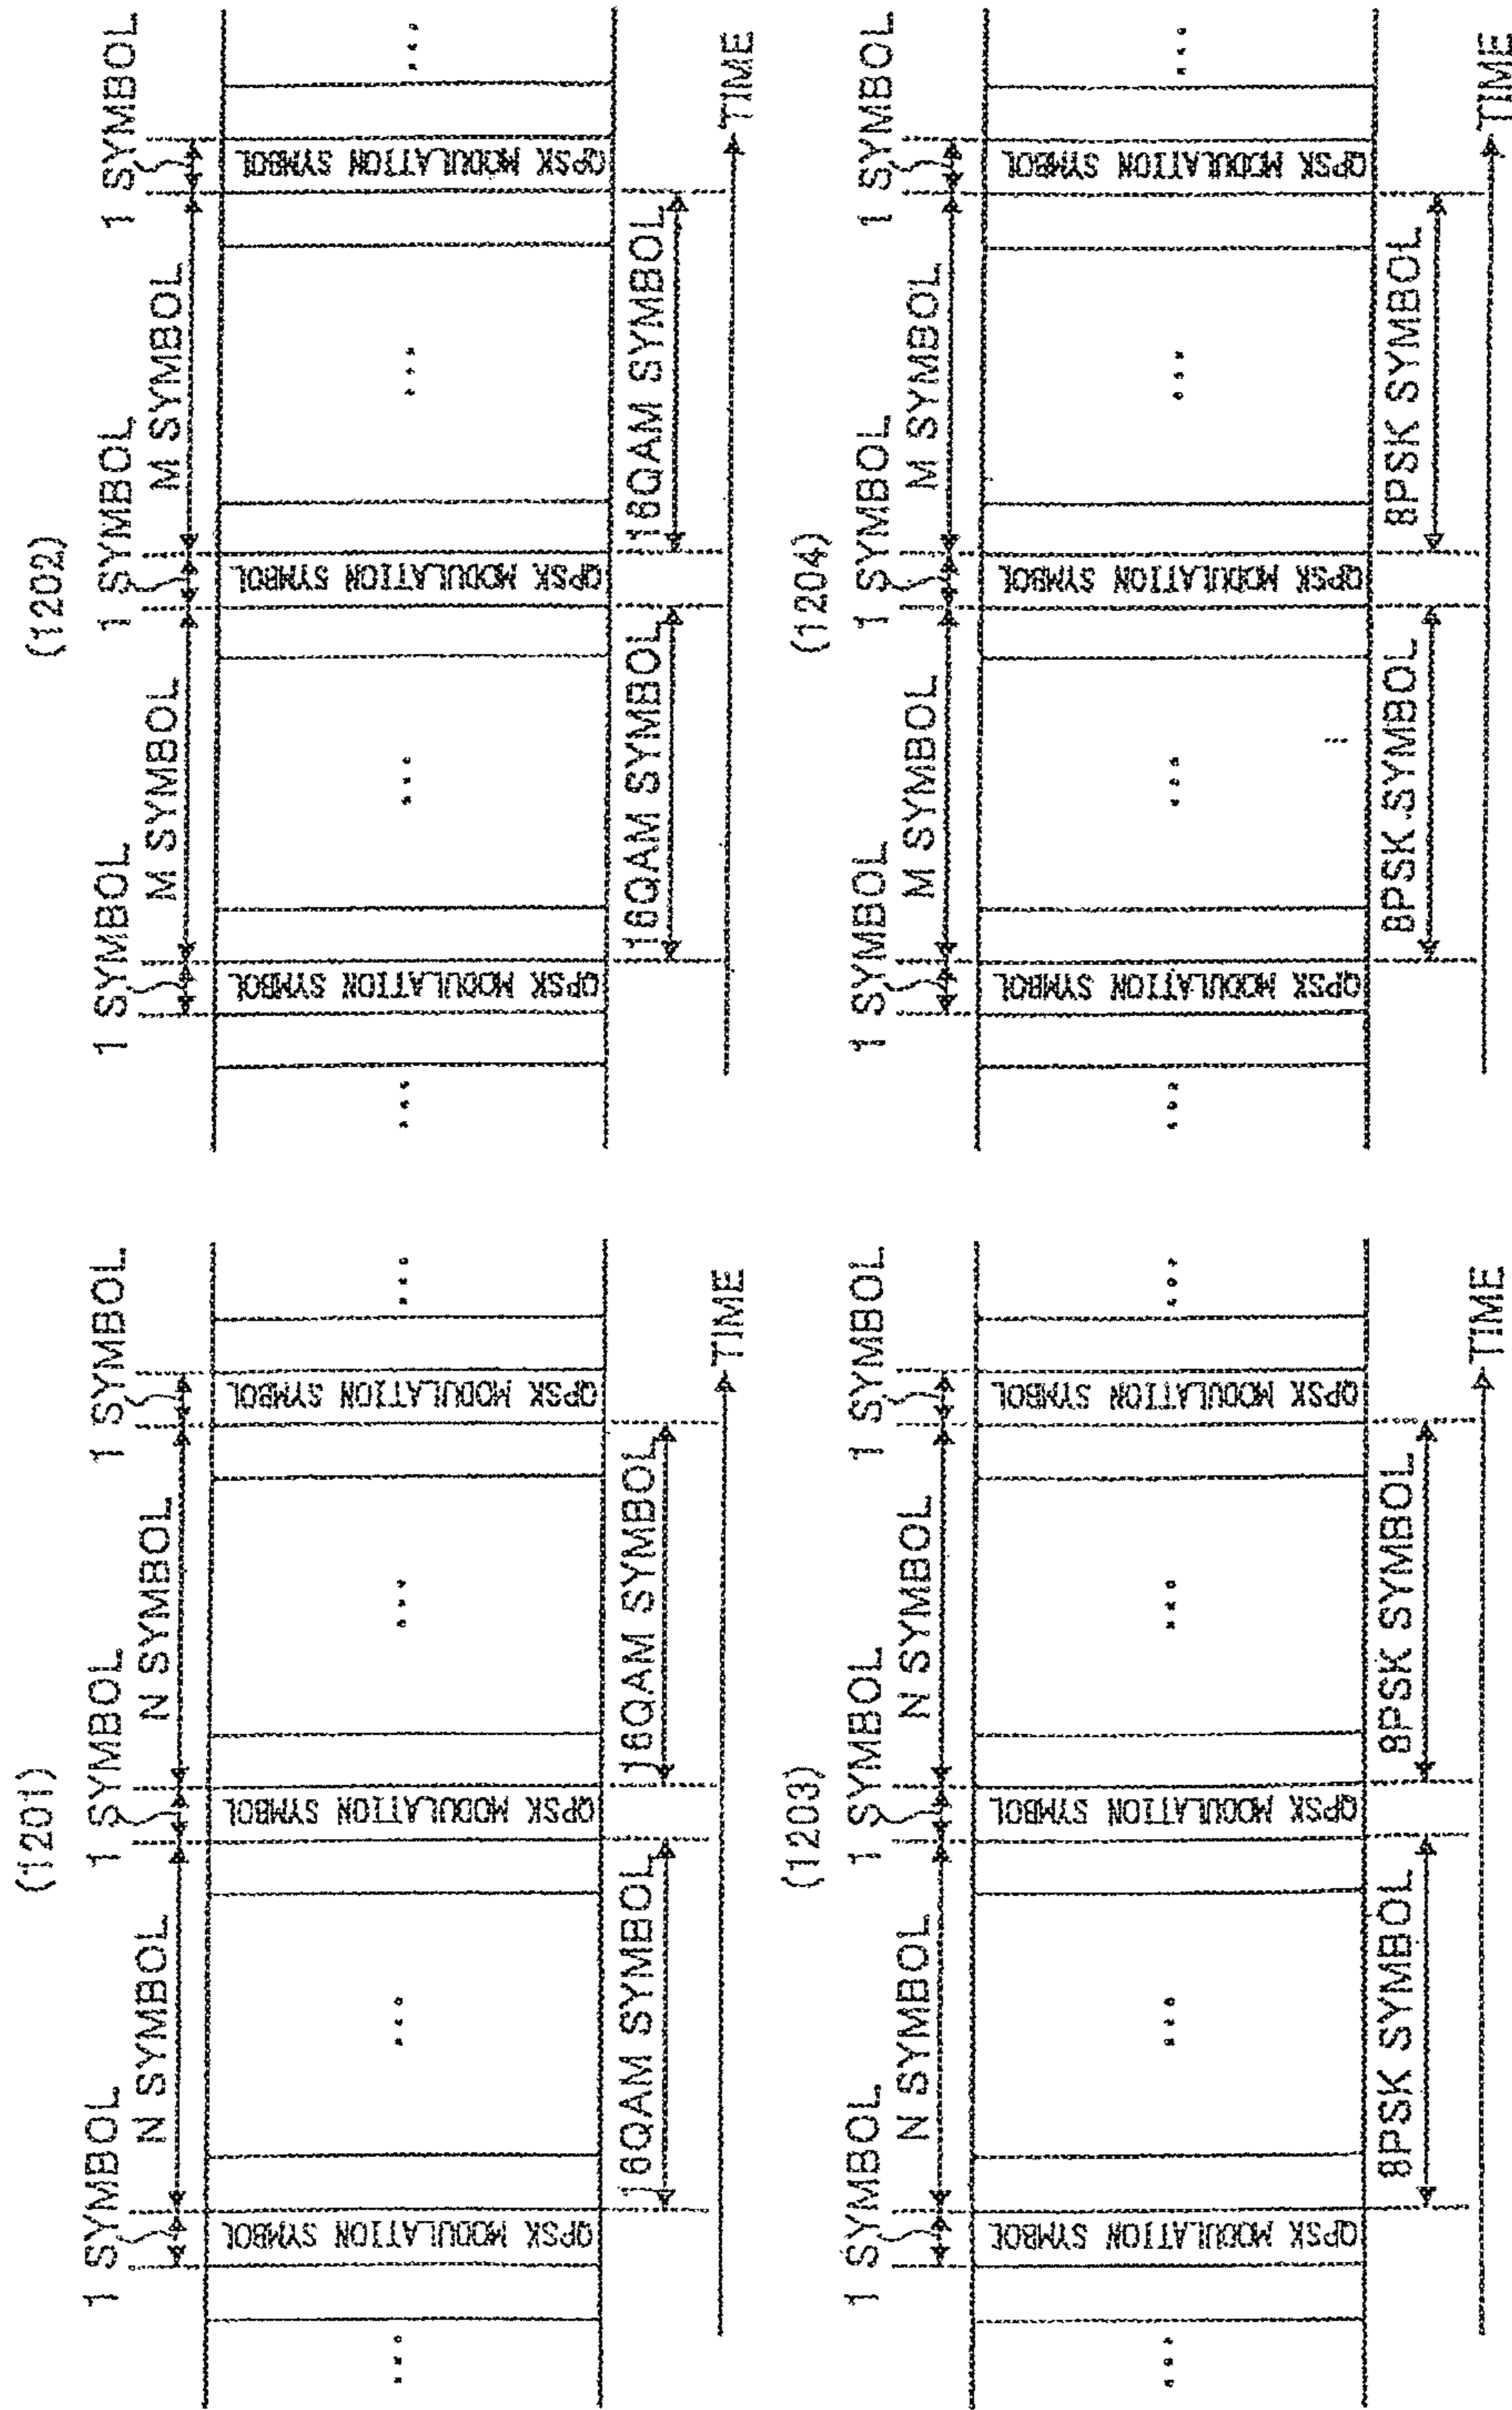 (1201)
1 SYMBOL 1 SYMBOL 1 SYMBOL
N SYMBOL N SYMBOL
QPSK MODULATION SYMBOL
QPSK MODULATION SYMBOL
QPSK MODULATION SYMBOL
16QAM SYMBOL 16QAM SYMBOL
TIME
(1202)
1 SYMBOL 1 SYMBOL 1 SYMBOL
M SYMBOL M SYMBOL
QPSK MODULATION SYMBOL
QPSK MODULATION SYMBOL
QPSK MODULATION SYMBOL
16QAM SYMBOL 16QAM SYMBOL
TIME
(1203)
1 SYMBOL 1 SYMBOL 1 SYMBOL
N SYMBOL N SYMBOL
QPSK MODULATION SYMBOL
QPSK MODULATION SYMBOL
QPSK MODULATION SYMBOL
8PSK SYMBOL 8PSK SYMBOL
TIME
(1204)
1 SYMBOL 1 SYMBOL 1 SYMBOL
M SYMBOL M SYMBOL
QPSK MODULATION SYMBOL
QPSK MODULATION SYMBOL
QPSK MODULATION SYMBOL
8PSK SYMBOL 8PSK SYMBOL
TIME